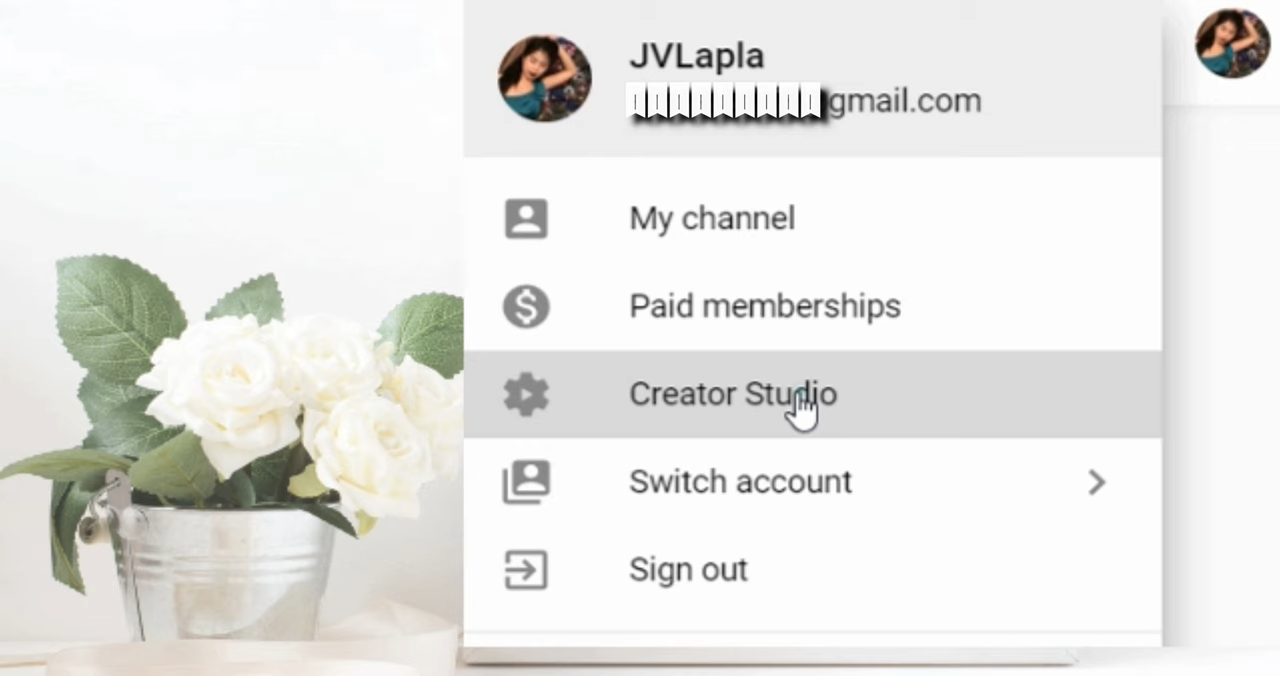 JVLapla
gmail.com
My channel
Paid memberships
Creator Studio
Switch account
Sign out